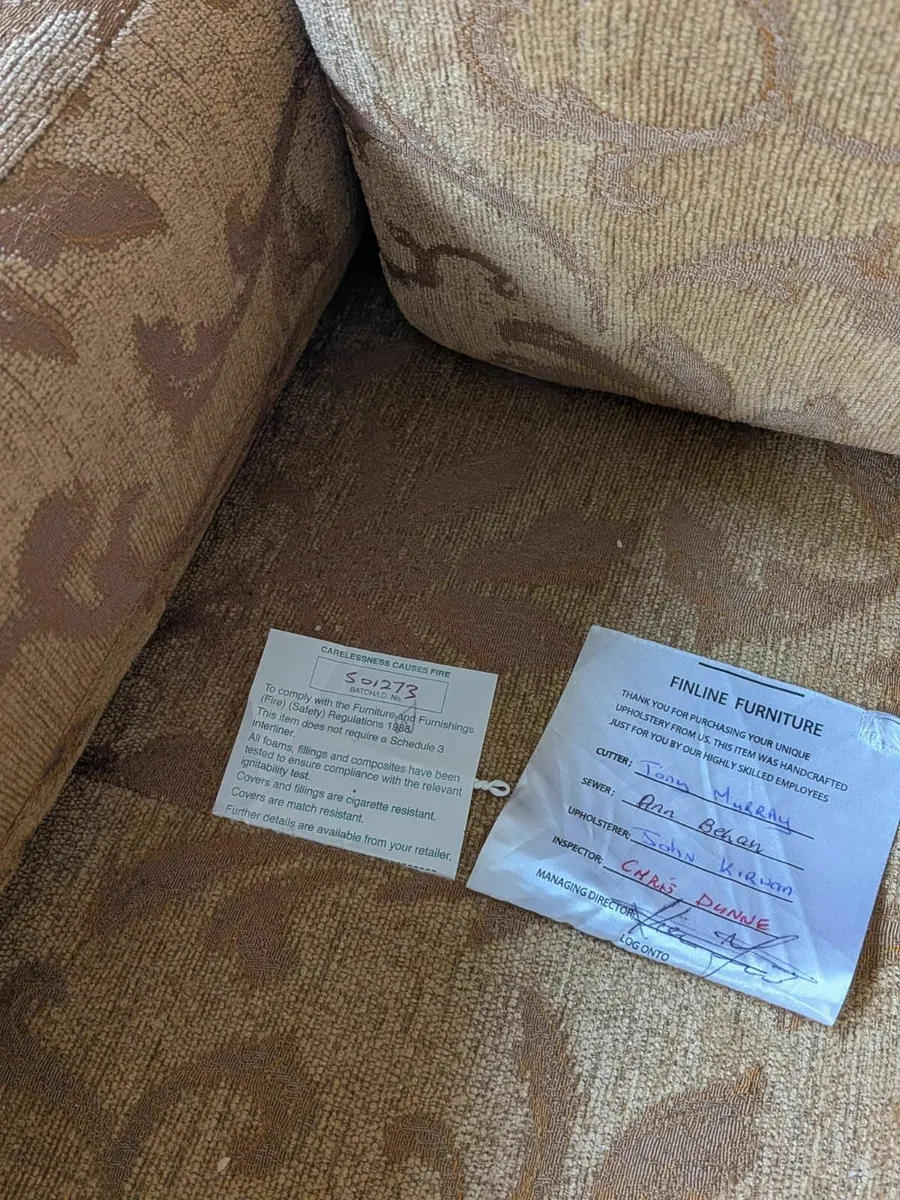 CARELESSNESS CAUSES FIRE
S01273
BATCH/I.D. No.
To comply with the Furniture and Furnishings
(Fire) (Safety) Regulations 1988
This item does not require a Schedule 3
interliner.
All foams, fillings and composites have been
tested to ensure compliance with the relevant
ignitability test.
Covers and fillings are cigarette resistant.
Covers are match resistant.
Further details are available from your retailer.
FINLINE FURNITURE
THANK YOU FOR PURCHASING YOUR UNIQUE
UPHOLSTERY FROM US. THIS ITEM WAS HANDCRAFTED
JUST FOR YOU BY OUR HIGHLY SKILLED EMPLOYEES
CUTTER: Tony MURRAY
SEWER: Ann Behan
UPHOLSTERER: John KIRWAN
INSPECTOR: CHRIS DUNNE
MANAGING DIRECTOR:
LOG ONTO